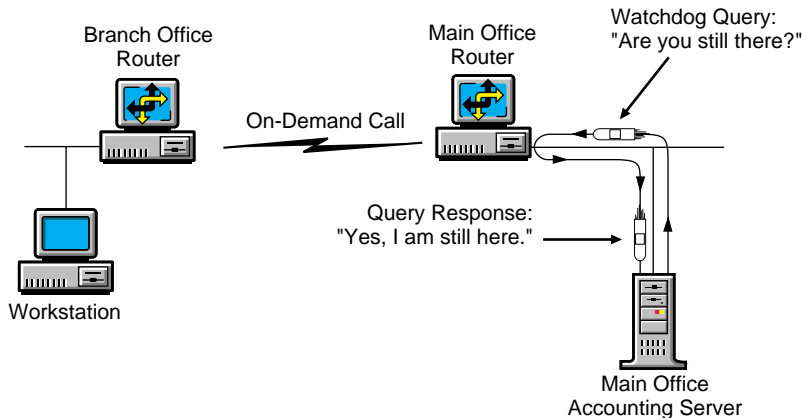 Watchdog Query:
"Are you still there?"
Branch Office
Router
Main Office
Router
On-Demand Call
Query Response:
"Yes, I am still here."
Workstation
Main Office
Accounting Server